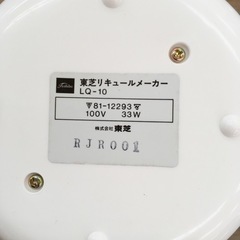 Toshiba
東芝リキュールメーカー
LQ-10
〒81-12293〒
100V 33W
株式会社 東芝
RJR001